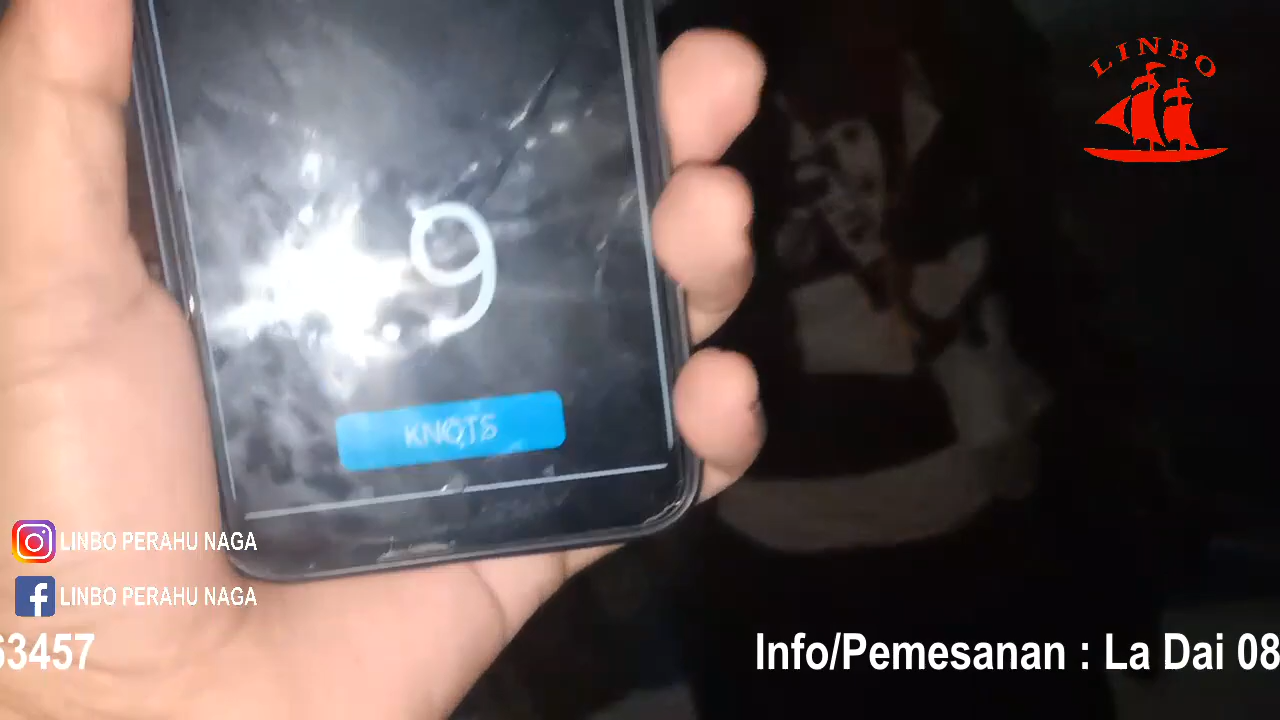 LINBO
9
KNOTS
LINBO PERAHU NAGA
LINBO PERAHU NAGA
63457
Info/Pemesanan : La Dai 08